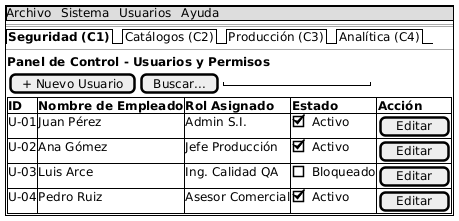 Archivo Sistema Usuarios Ayuda
Seguridad (C1) Catálogos (C2) Producción (C3) Analítica (C4)
Panel de Control - Usuarios y Permisos
+ Nuevo Usuario Buscar...
ID Nombre de Empleado Rol Asignado Estado Acción
U-01 Juan Pérez Admin S.I. Activo Editar
U-02 Ana Gómez Jefe Producción Activo Editar
U-03 Luis Arce Ing. Calidad QA Bloqueado Editar
U-04 Pedro Ruiz Asesor Comercial Activo Editar